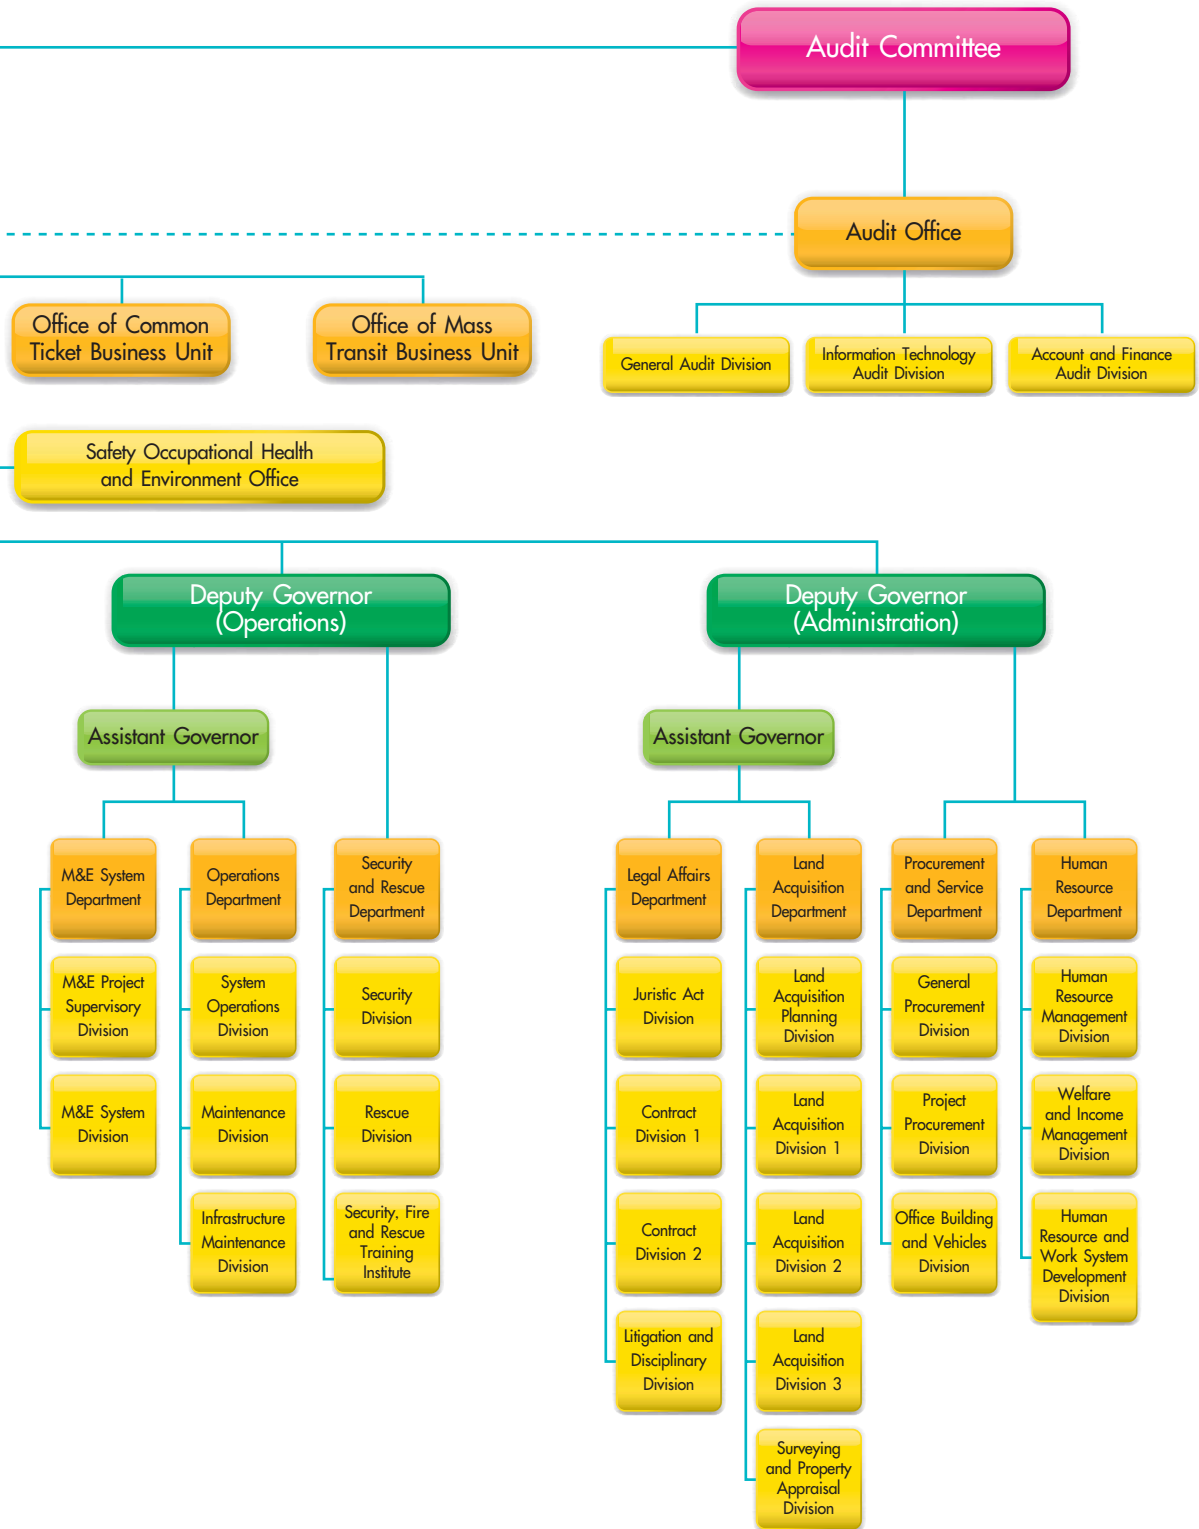 Audit Committee
Audit Office
Office of Common
Ticket Business Unit
Office of Mass
Transit Business Unit
General Audit Division
Information Technology
Audit Division
Account and Finance
Audit Division
Safety Occupational Health
and Environment Office
Deputy Governor
(Operations)
Deputy Governor
(Administration)
Assistant Governor
Assistant Governor
M&E System
Department
M&E Project
Supervisory
Division
M&E System
Division
Operations
Department
System
Operations
Division
Maintenance
Division
Infrastructure
Maintenance
Division
Security
and Rescue
Department
Security
Division
Rescue
Division
Security, Fire
and Rescue
Training
Institute
Legal Affairs
Department
Juristic Act
Division
Contract
Division 1
Contract
Division 2
Litigation and
Disciplinary
Division
Land
Acquisition
Department
Land
Acquisition
Planning
Division
Land
Acquisition
Division 1
Land
Acquisition
Division 2
Land
Acquisition
Division 3
Surveying
and Property
Appraisal
Division
Procurement
and Service
Department
General
Procurement
Division
Project
Procurement
Division
Office Building
and Vehicles
Division
Human
Resource
Department
Human
Resource
Management
Division
Welfare
and Income
Management
Division
Human
Resource and
Work System
Development
Division